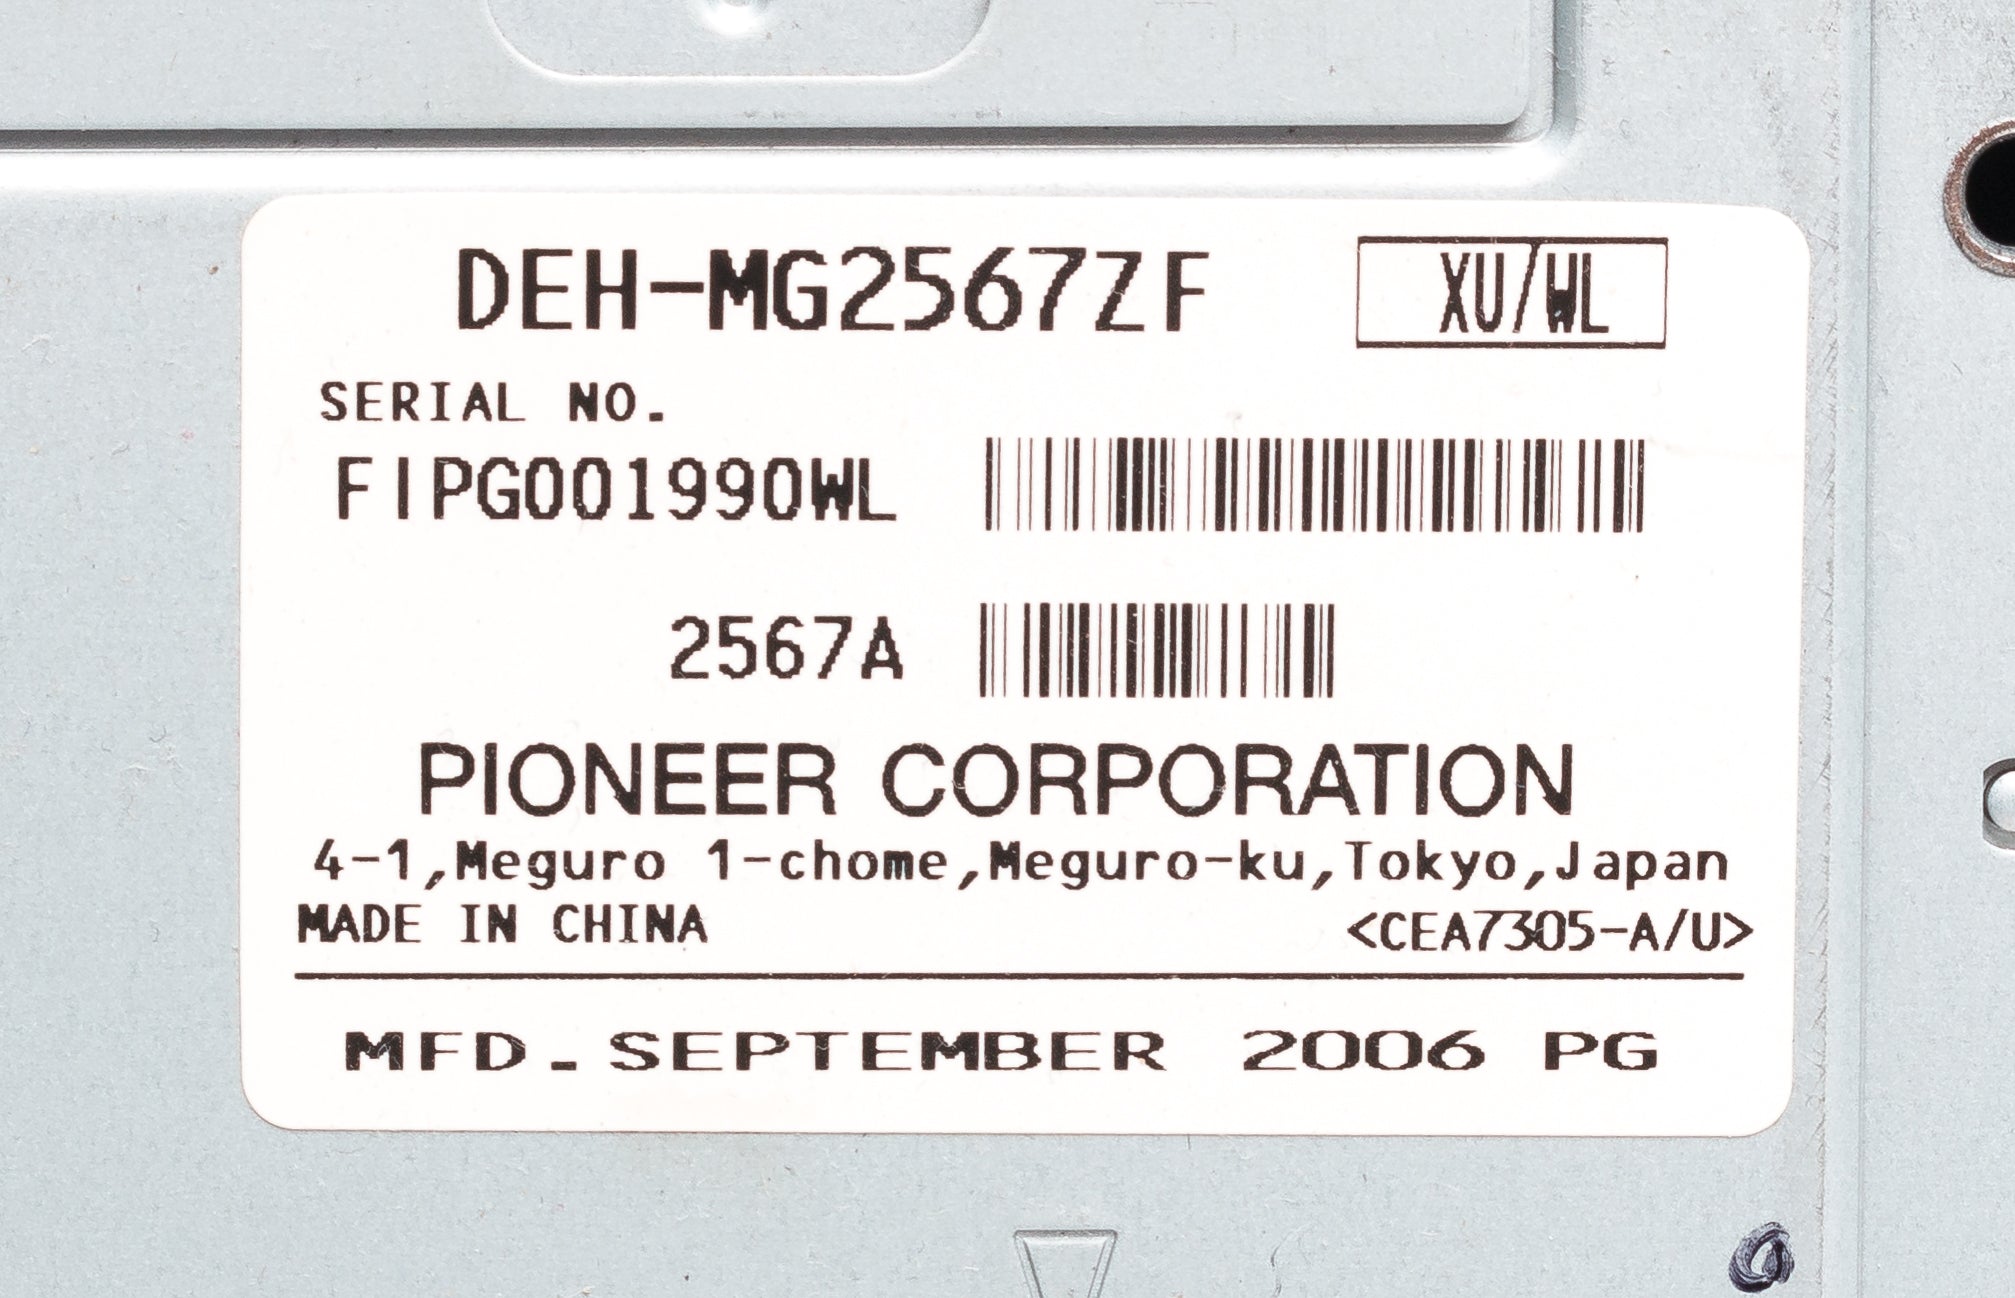 DEH-MG2567ZF XU/WL
SERIAL NO.
FIPG001990WL
2567A
PIONEER CORPORATION
4-1,Meguro 1-chome,Meguro-ku,Tokyo,Japan
MADE IN CHINA <CEA7305-A/U>
MFD.SEPTEMBER 2006 PG